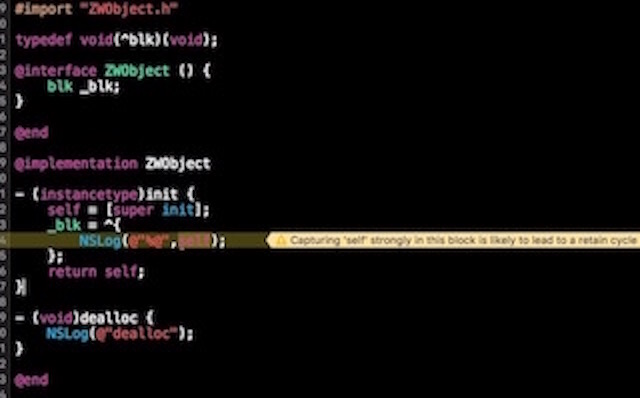 #import "ZWObject.h"
typedef void(^blk)(void);
@interface ZWObject () {
blk _blk;
}
@end
@implementation ZWObject
- (instancetype)init {
self = [super init];
_blk = ^{
NSLog(@"%@",self); Capturing 'self' strongly in this block is likely to lead to a retain cycle
};
return self;
}
- (void)dealloc {
NSLog(@"dealloc");
}
@end